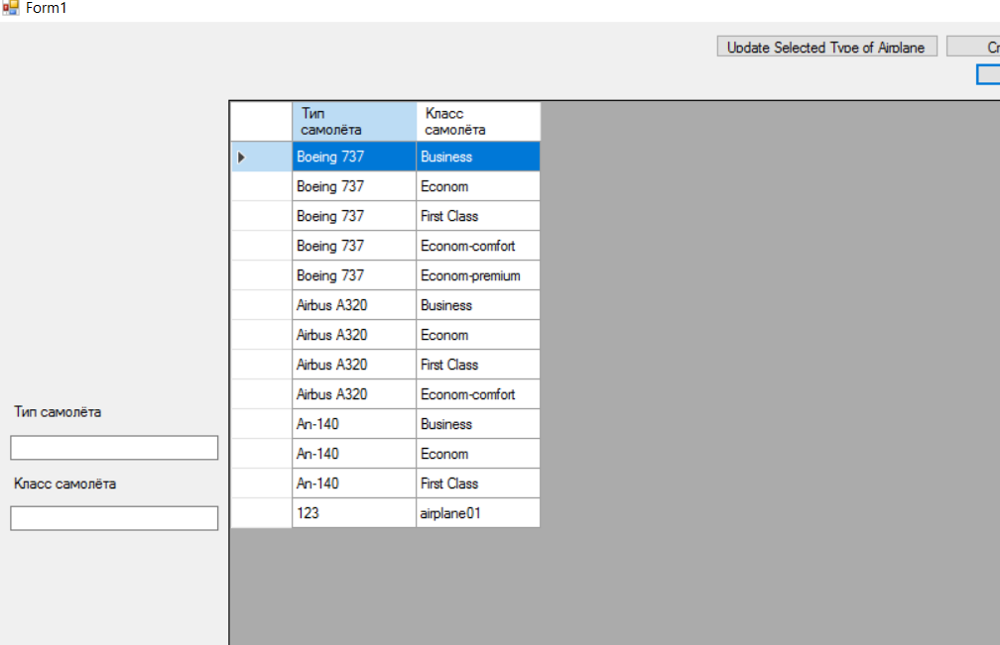 Form1
Update Selected Type of Airplane
Тип самолёта
Класс самолёта
Boeing 737 Business
Boeing 737 Econom
Boeing 737 First Class
Boeing 737 Econom-comfort
Boeing 737 Econom-premium
Airbus A320 Business
Airbus A320 Econom
Airbus A320 First Class
Airbus A320 Econom-comfort
An-140 Business
An-140 Econom
An-140 First Class
123 airplane01
Тип самолёта
Класс самолёта